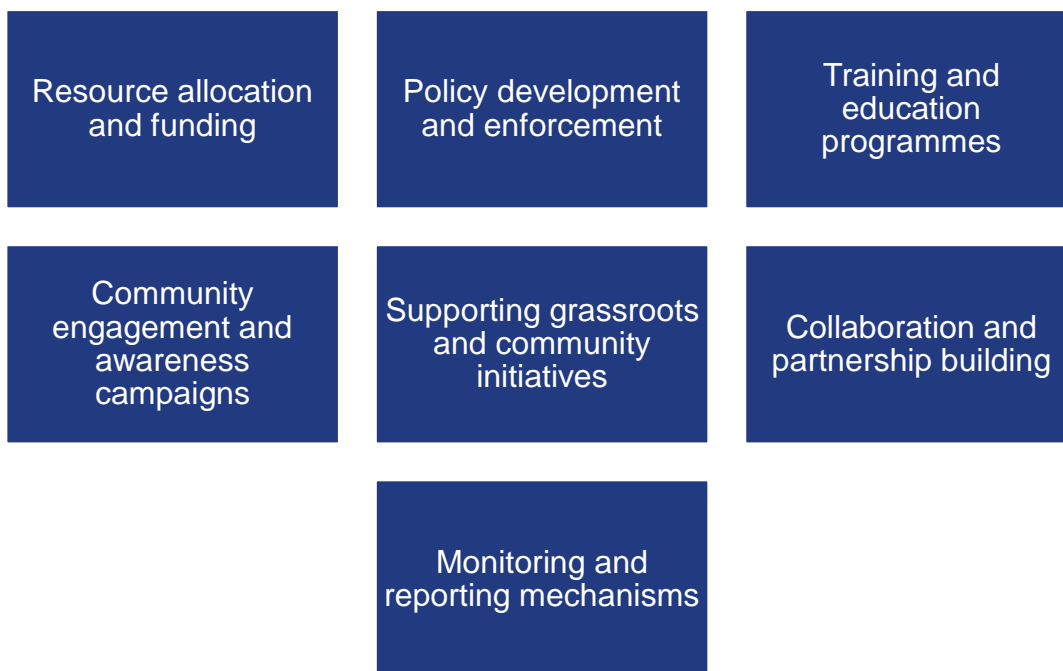 Resource allocation
and funding
Policy development
and enforcement
Training and
education
programmes
Community
engagement and
awareness
campaigns
Supporting grassroots
and community
initiatives
Collaboration and
partnership building
Monitoring and
reporting mechanisms